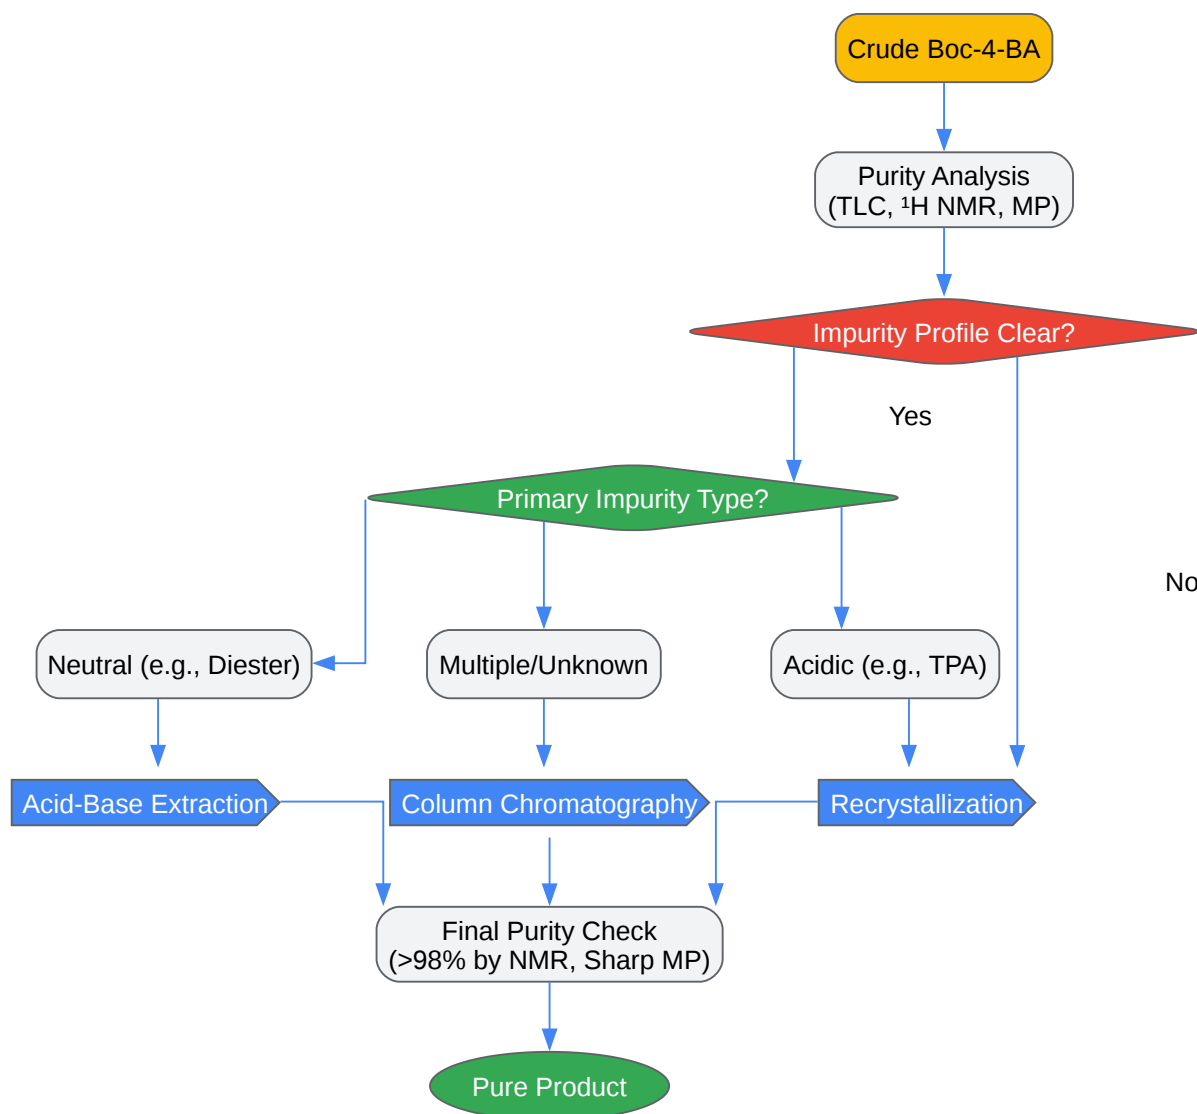 Crude Boc-4-BA
Purity Analysis
(TLC, ¹H NMR, MP)
Impurity Profile Clear?
Yes
Primary Impurity Type?
No
Neutral (e.g., Diester)
Multiple/Unknown
Acidic (e.g., TPA)
Acid-Base Extraction
Column Chromatography
Recrystallization
Final Purity Check
(>98% by NMR, Sharp MP)
Pure Product